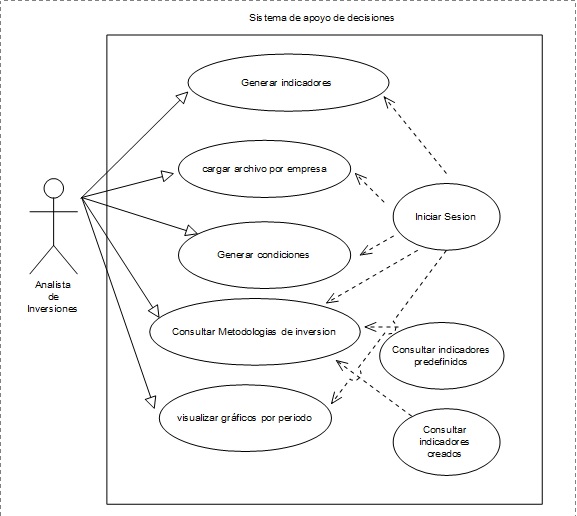 Sistema de apoyo de decisiones
Generar indicadores
cargar archivo por empresa
Iniciar Sesion
Generar condiciones
Analista
de
Inversiones
Consultar Metodologias de inversion
Consultar indicadores
predefinidos
visualizar gráficos por periodo
Consultar
indicadores
creados